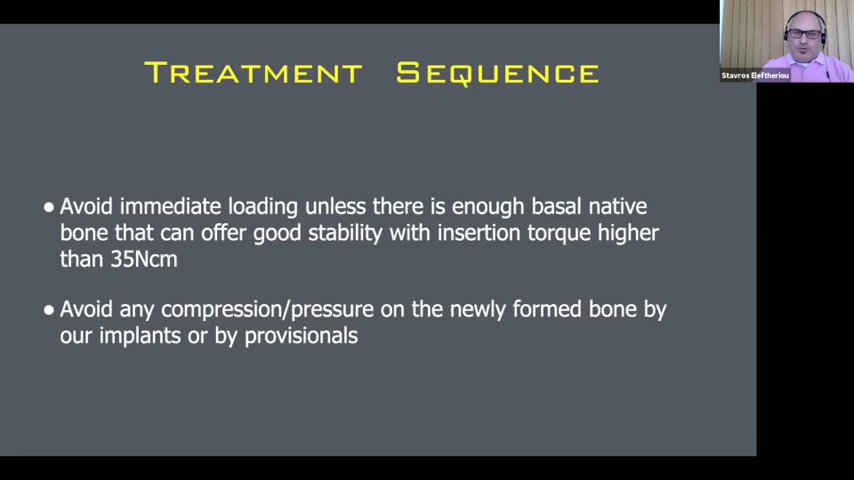 TREATMENT SEQUENCE
Stavros Eleftheriou
● Avoid immediate loading unless there is enough basal native
bone that can offer good stability with insertion torque higher
than 35Ncm
● Avoid any compression/pressure on the newly formed bone by
our implants or by provisionals